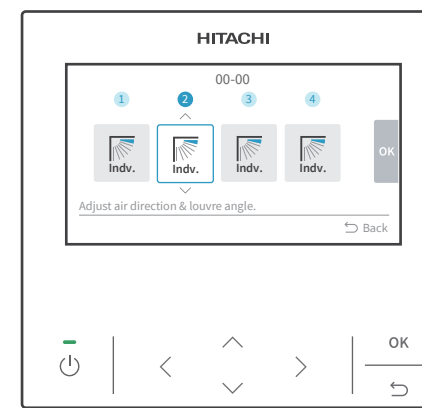 HITACHI
00-00
1 2 3 4
Indv. Indv. Indv. Indv.
OK
Adjust air direction & louvre angle.
Back
OK